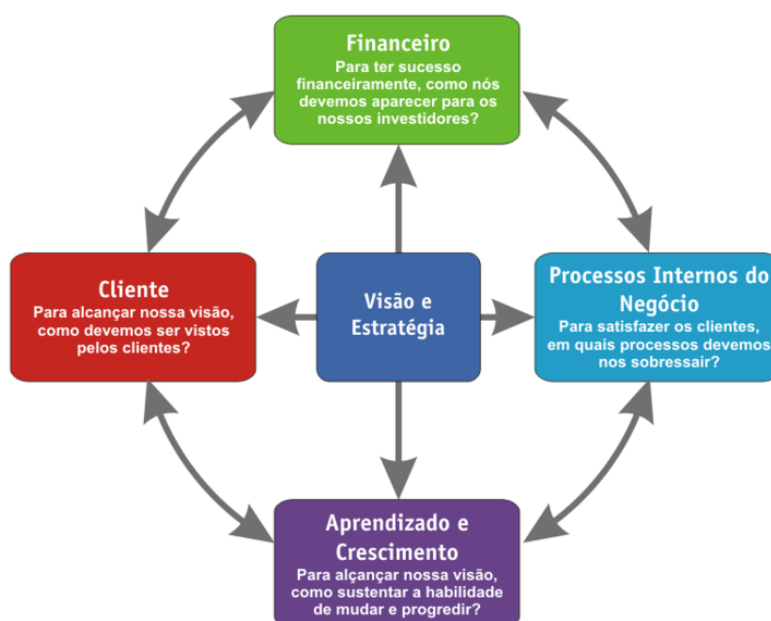 Financeiro
Para ter sucesso
financeiramente, como nós
devemos aparecer para os
nossos investidores?
Cliente
Para alcançar nossa visão,
como devemos ser vistos
pelos clientes?
Visão e
Estratégia
Processos Internos do
Negócio
Para satisfazer os clientes,
em quais processos devemos
nos sobressair?
Aprendizado e
Crescimento
Para alçançar nossa visão,
como sustentar a habilidade
de mudar e progredir?